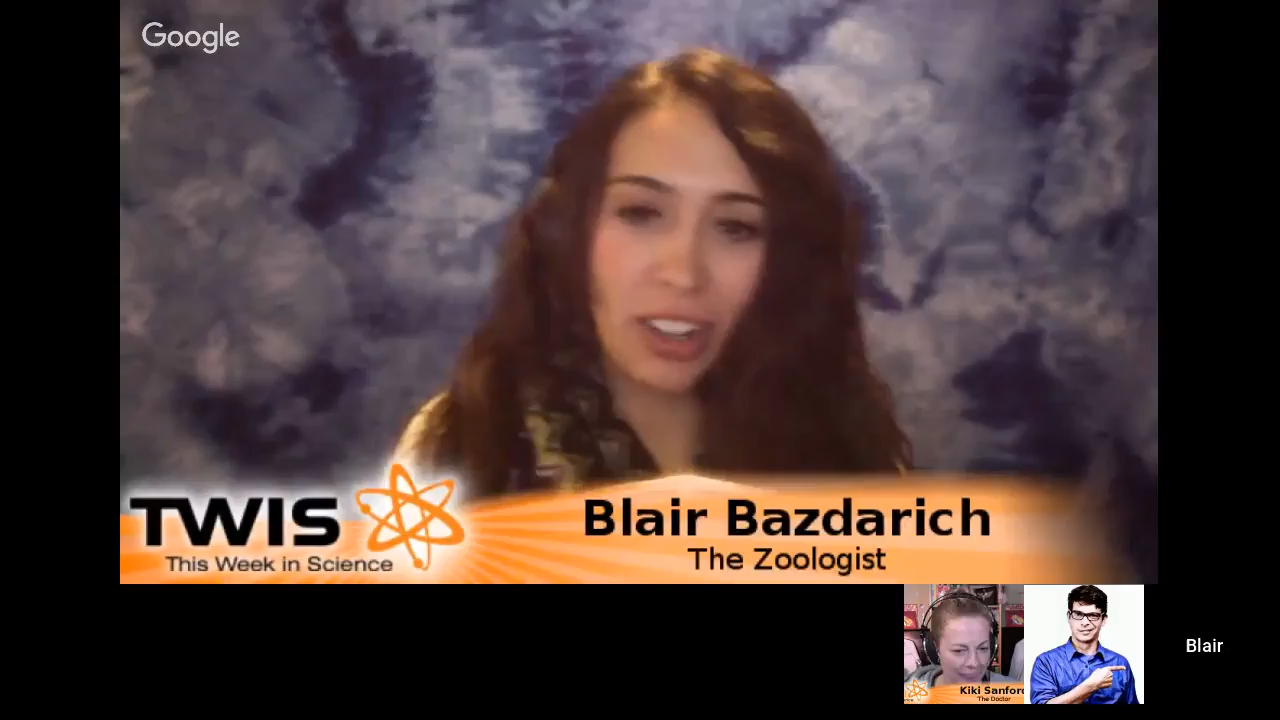 Google
TWIS
This Week in Science
Blair Bazdarich
The Zoologist
Kiki Sanford
The Doctor
Blair